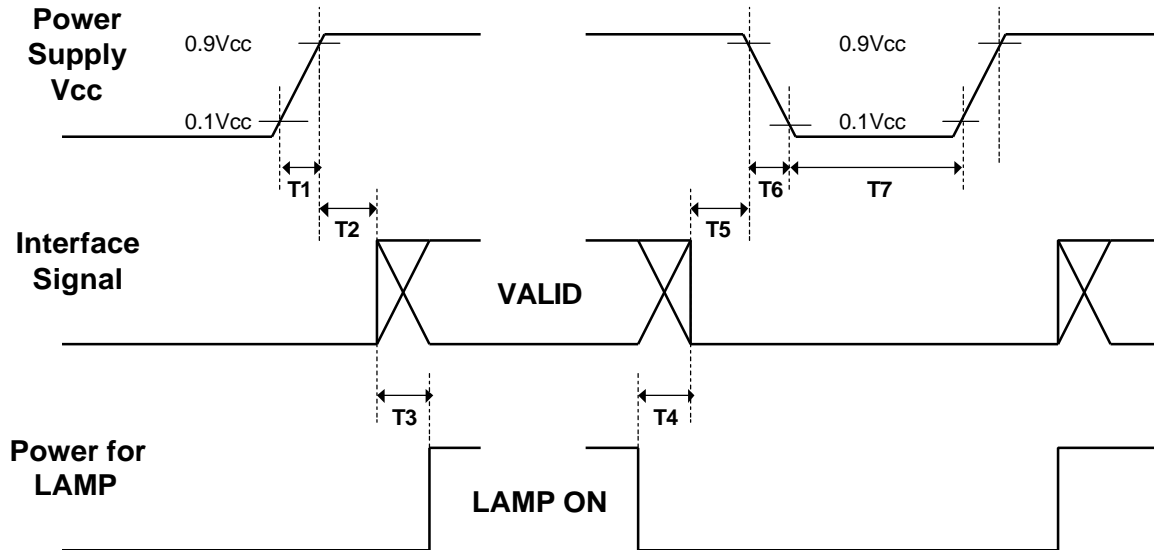 Power
Supply
Vcc
0.9Vcc
0.9Vcc
0.1Vcc
0.1Vcc
T1
T6
T7
T2
T5
Interface
Signal
VALID
T3
T4
Power for
LAMP
LAMP ON